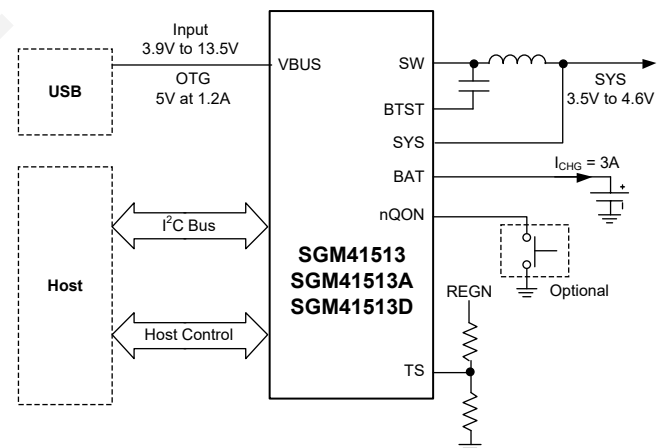 Input
3.9V to 13.5V
OTG
5V at 1.2A
USB
VBUS
SW
BTST
SYS
BAT
nQON
TS
SYS
3.5V to 4.6V
I_CHG = 3A
+
I²C Bus
Host
Host Control
SGM41513
SGM41513A
SGM41513D
REGN
Optional